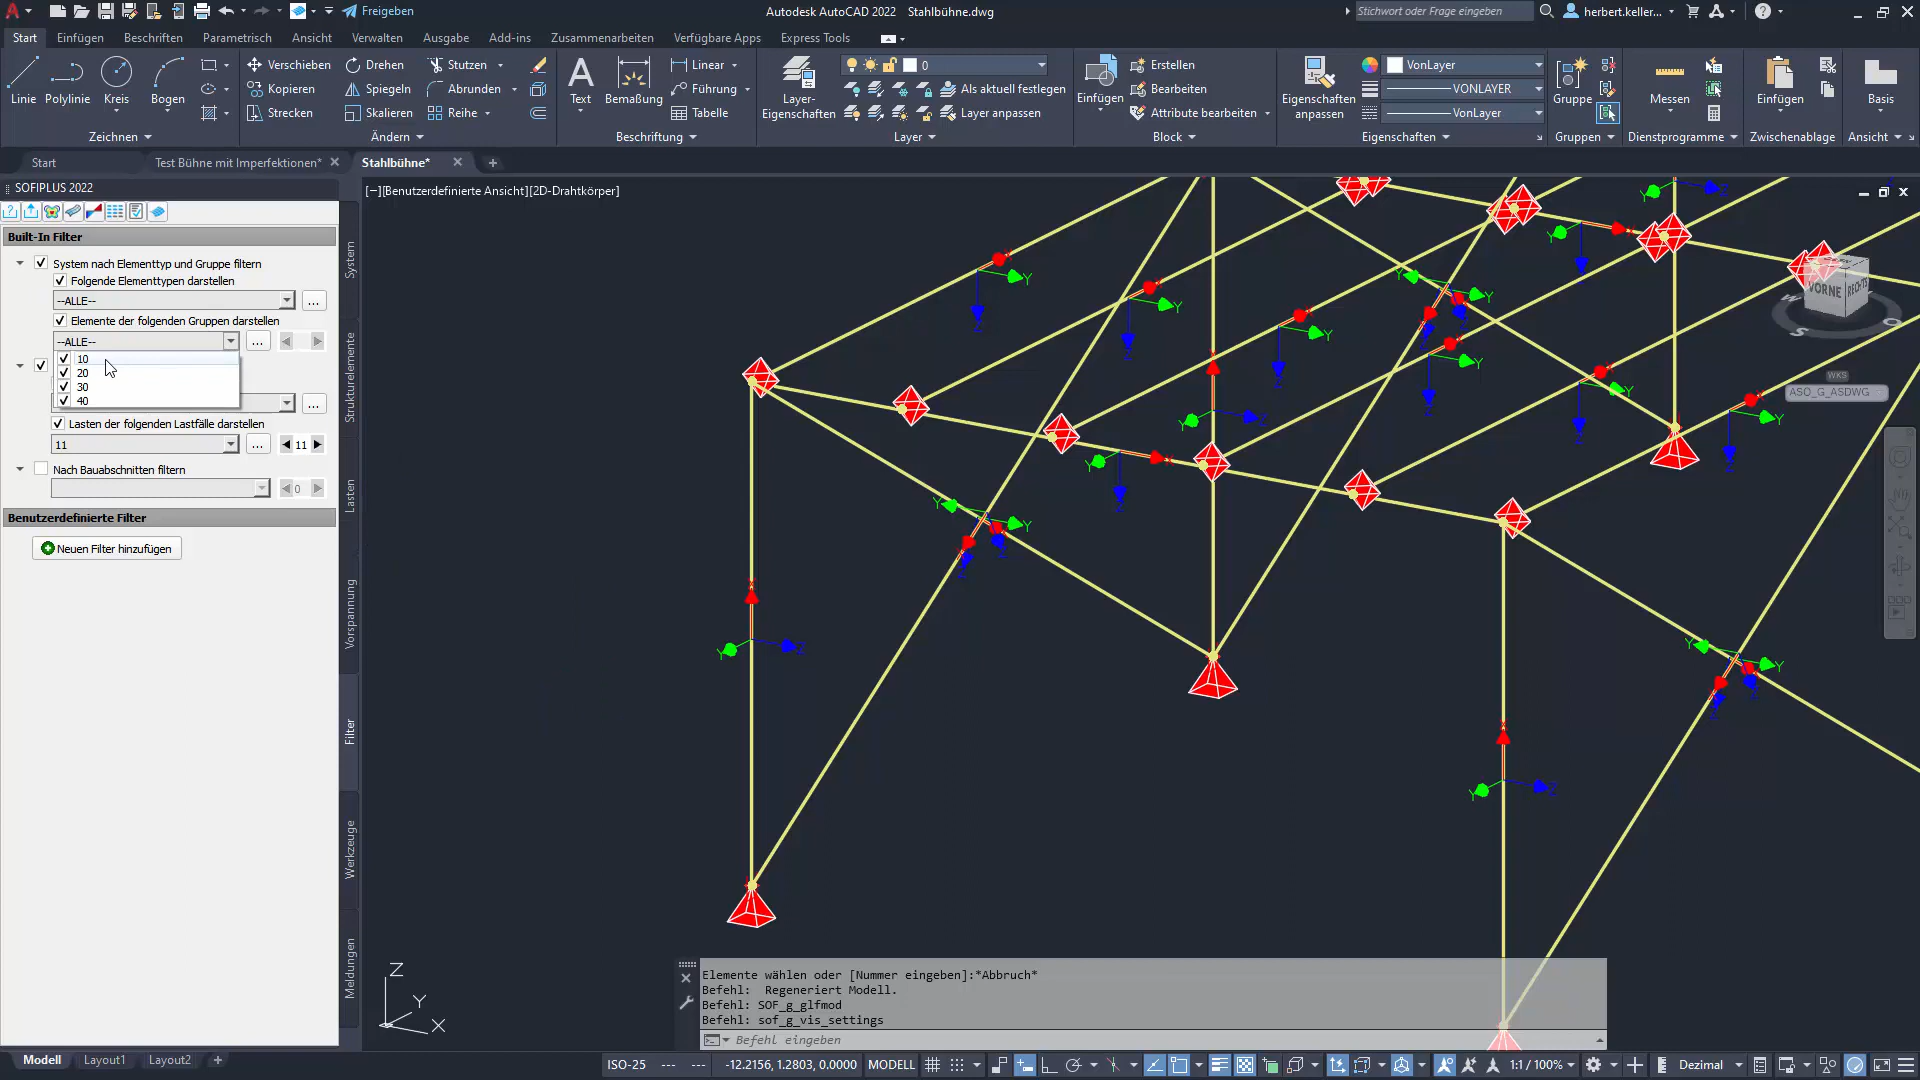 Freigeben
Autodesk AutoCAD 2022 Stahlbühne.dwg
Stichwort oder Frage eingeben
herbert.keller...
Start Einfügen Beschriften Parametrisch Ansicht Verwalten Ausgabe Add-ins Zusammenarbeiten Verfügbare Apps Express Tools
Linie
Polylinie
Kreis
Bogen
Zeichnen
Verschieben Drehen Stutzen
Kopieren Spiegeln Abrunden
Strecken Skalieren Reihe
Ändern
Text
Bemaßung
Linear
Führung
Tabelle
Beschriftung
Layer-
Eigenschaften
0
Als aktuell festlegen
Layer anpassen
Layer
Einfügen
Erstellen
Bearbeiten
Attribute bearbeiten
Block
Eigenschaften
anpassen
VonLayer
VONLAYER
VonLayer
Eigenschaften
Gruppe
Gruppen
Messen
Dienstprogramme
Einfügen
Zwischenablage
Basis
Ansicht
Start Test Bühne mit Imperfektionen* Stahlbühne*
SOFIPLUS 2022
Built-In Filter
System nach Elementtyp und Gruppe filtern
Folgende Elementtypen darstellen
--ALLE--
...
Elemente der folgenden Gruppen darstellen
--ALLE--
...
10
20
30
40
...
Lasten der folgenden Lastfälle darstellen
11
...
11
Nach Bauabschnitten filtern
0
Benutzerdefinierte Filter
Neuen Filter hinzufügen
System
Strukturelemente
Lasten
Vorspannung
Filter
Werkzeuge
Meldungen
[−][Benutzerdefinierte Ansicht][2D-Drahtkörper]
VORNE
RECHTS
S
O
WKS
ASO_G_ASDWG
Z
Y
X
Elemente wählen oder [Nummer eingeben]:*Abbruch*
Befehl: Regeneriert Modell.
Befehl: SOF_g_glfmod
Befehl: sof_g_vis_settings
Befehl eingeben
Modell Layout1 Layout2
ISO-25 --- --- -12.2156, 1.2803, 0.0000 MODELL
1:1 / 100%
Dezimal